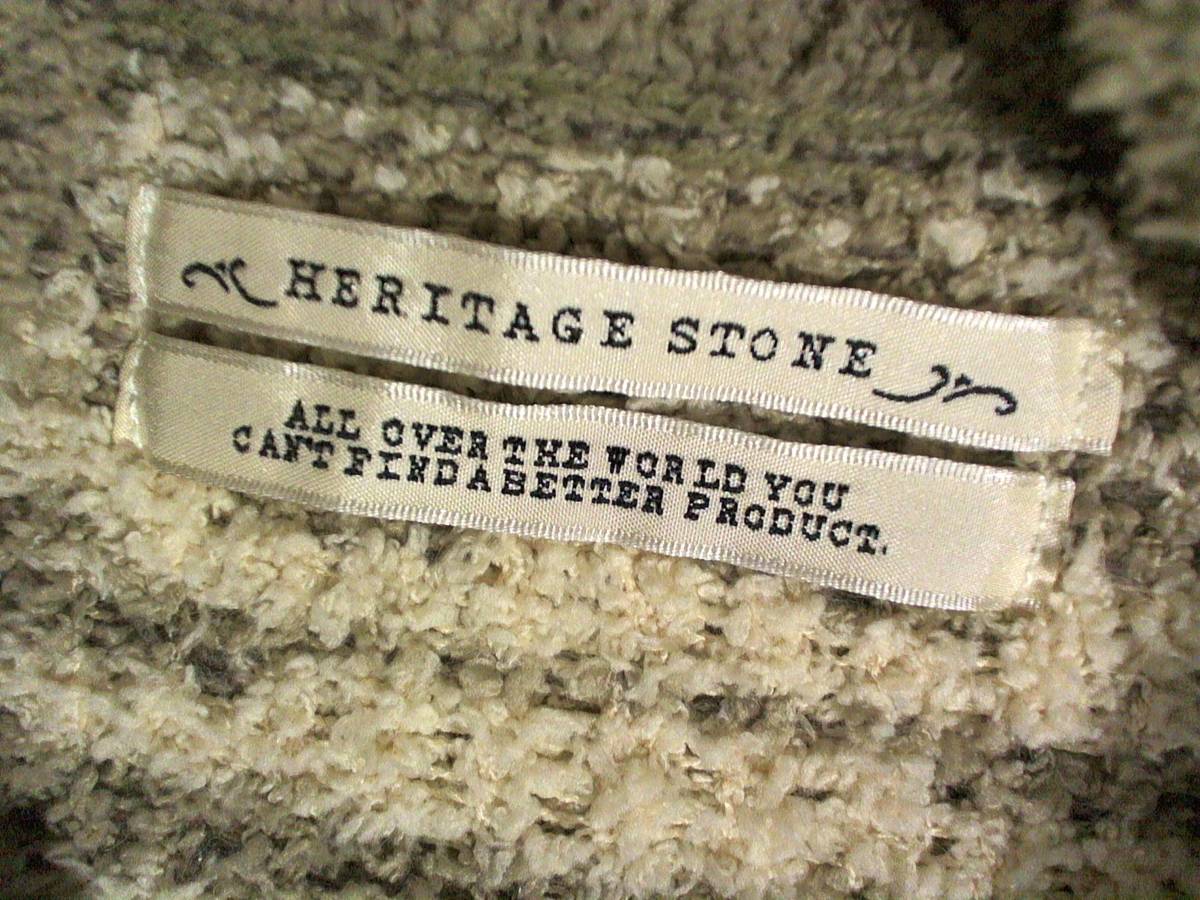 HERITAGE STONE
ALL OVER THE WORLD YOU
CAN'T FIND A BETTER PRODUCT.